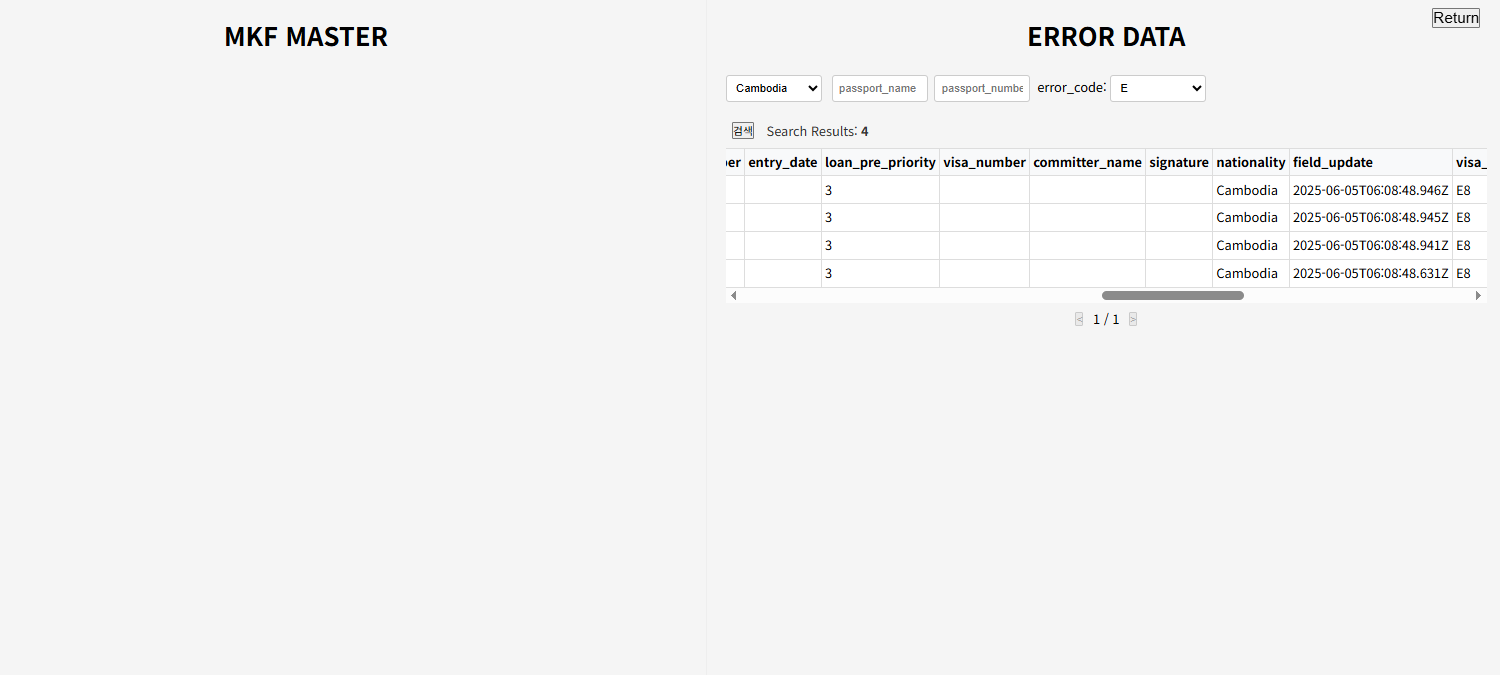 MKF MASTER
ERROR DATA
Return
Cambodia passport_name passport_numbe error_code: E
검색 Search Results: 4
er entry_date loan_pre_priority visa_number committer_name signature nationality field_update visa_
3 Cambodia 2025-06-05T06:08:48.946Z E8
3 Cambodia 2025-06-05T06:08:48.945Z E8
3 Cambodia 2025-06-05T06:08:48.941Z E8
3 Cambodia 2025-06-05T06:08:48.631Z E8
< 1 / 1 >